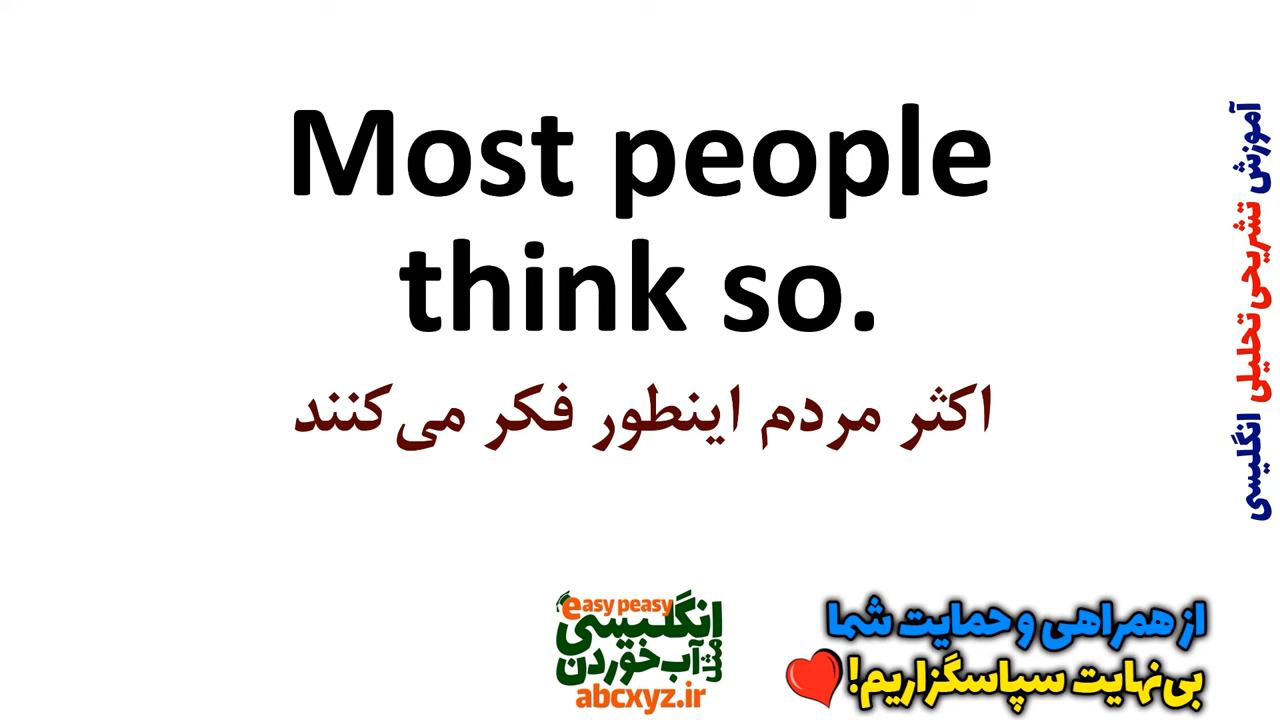 Most people
think so.
اکثر مردم اینطور فکر می‌کنند
آموزش تشریحی تحلیلی انگلیسی
easy peasy
انگلیسی
مثل آب خوردن
abcxyz.ir
از همراهی و حمایت شما
بی‌نهایت سپاسگزاریم!